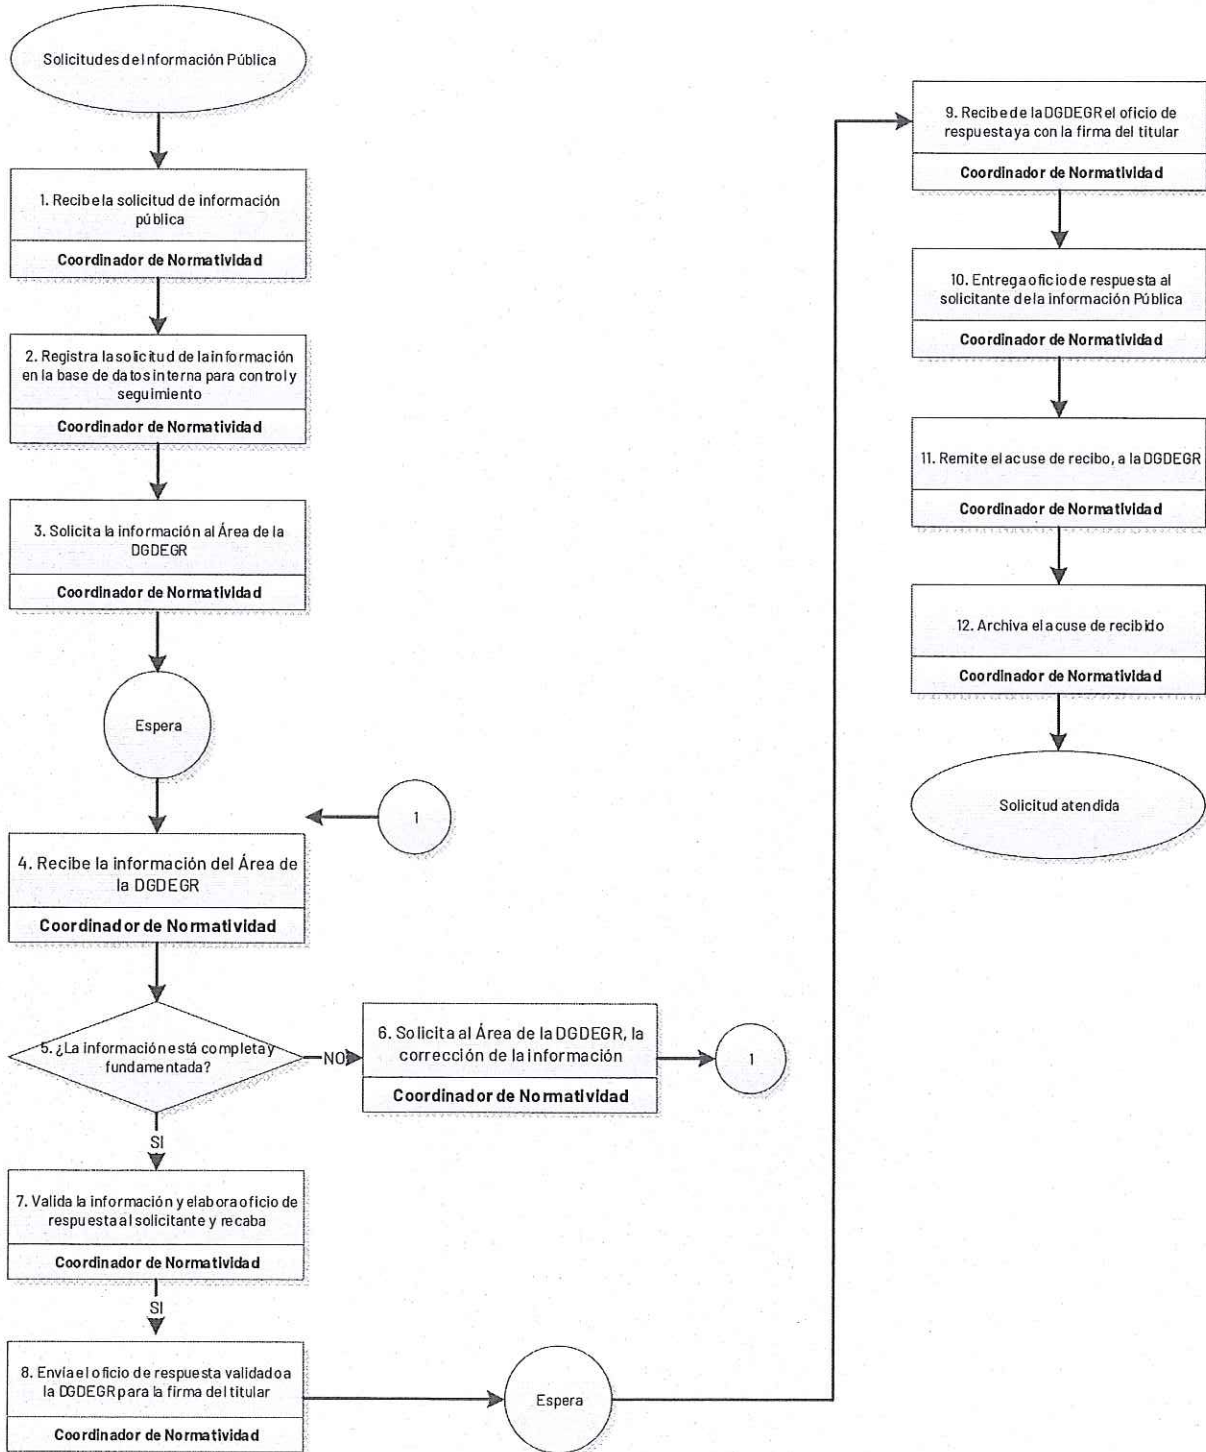 Solicitudes de Información Pública
1. Recibe la solicitud de información
pública
Coordinador de Normatividad
2. Registra la solicitud de la información
en la base de datos interna para control y
seguimiento
Coordinador de Normatividad
3. Solicita la información al Área de la
DGDEGR
Coordinador de Normatividad
Espera
1
4. Recibe la información del Área de
la DGDEGR
Coordinador de Normatividad
5. ¿La información está completa y
fundamentada?
NO
6. Solicita al Área de la DGDEGR, la
corrección de la información
Coordinador de Normatividad
1
SI
7. Valida la información y elabora oficio de
respuesta al solicitante y recaba
Coordinador de Normatividad
SI
8. Envía el oficio de respuesta validado a
la DGDEGR para la firma del titular
Coordinador de Normatividad
Espera
9. Recibe de la DGDEGR el oficio de
respuesta ya con la firma del titular
Coordinador de Normatividad
10. Entrega oficio de respuesta al
solicitante de la información Pública
Coordinador de Normatividad
11. Remite el acuse de recibo, a la DGDEGR
Coordinador de Normatividad
12. Archiva el acuse de recibido
Coordinador de Normatividad
Solicitud atendida